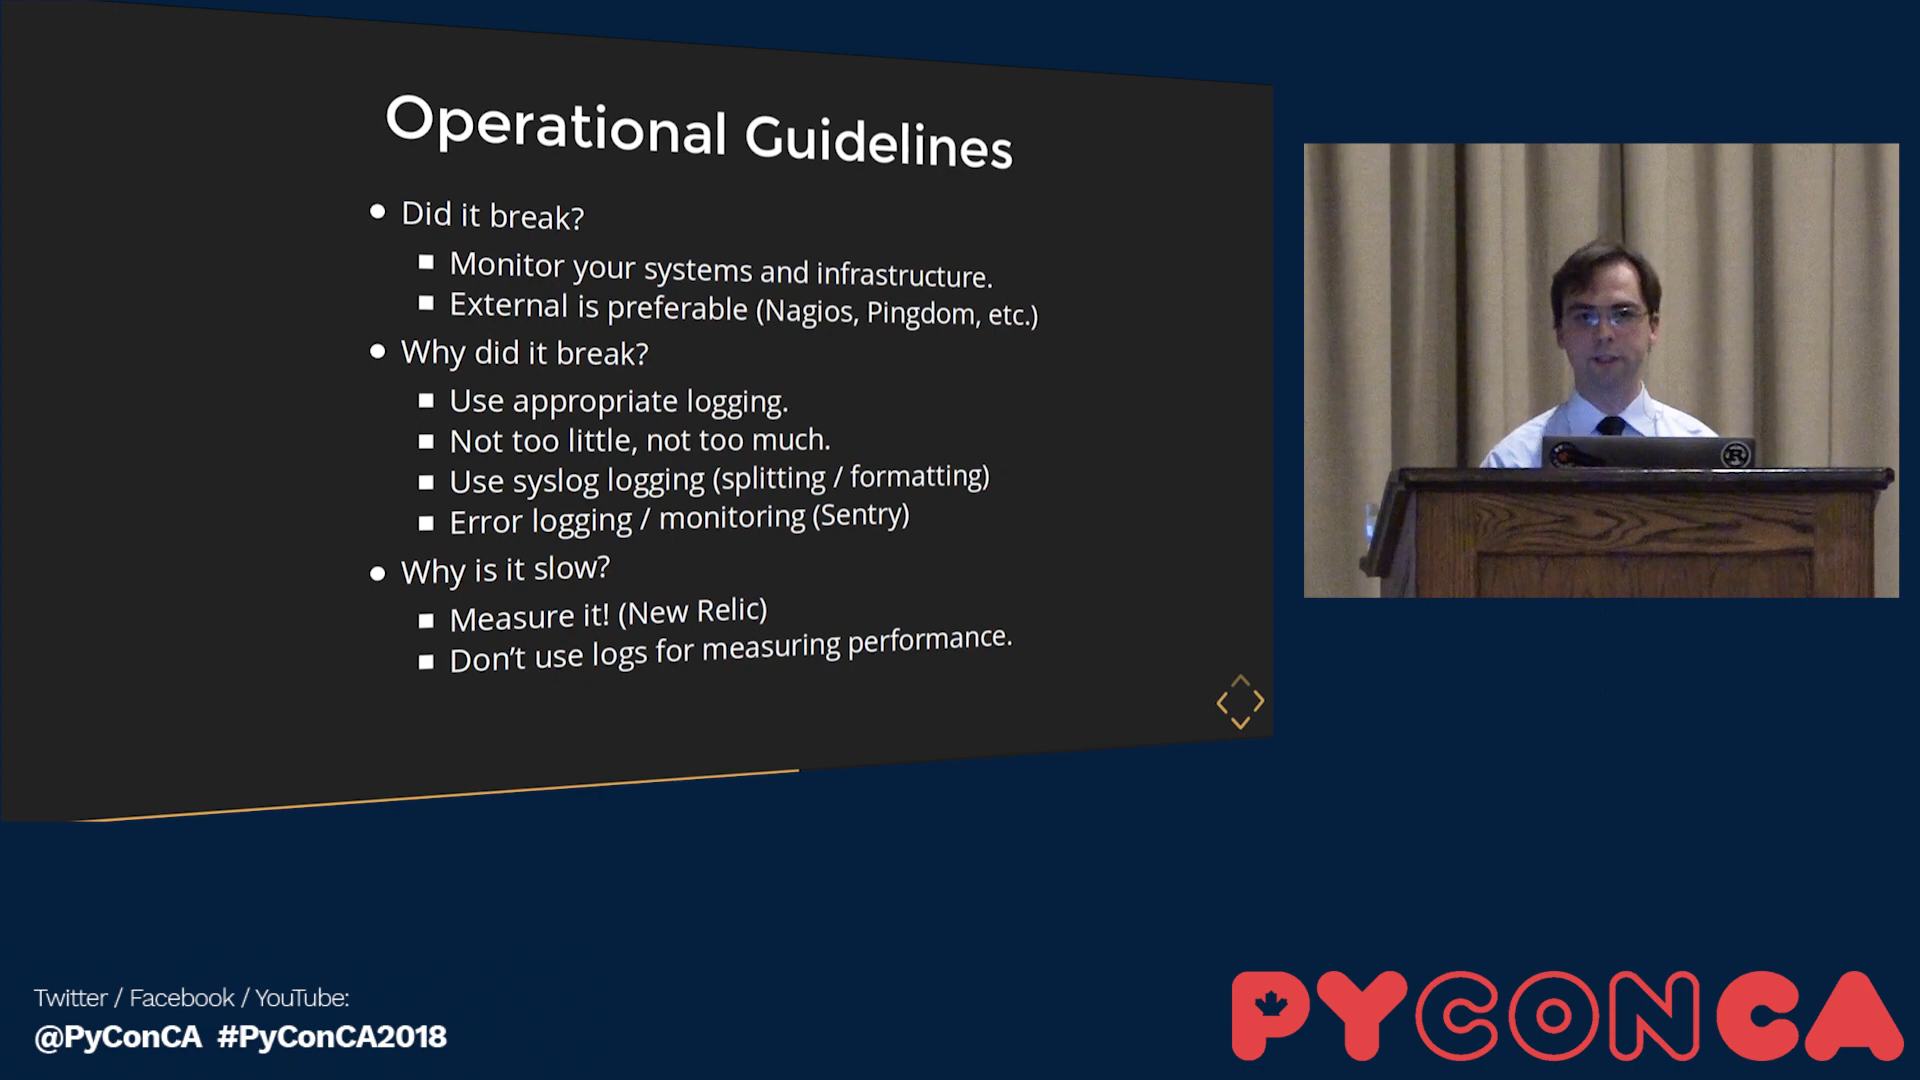 Operational Guidelines
Did it break?
Monitor your systems and infrastructure.
External is preferable (Nagios, Pingdom, etc.)
Why did it break?
Use appropriate logging.
Not too little, not too much.
Use syslog logging (splitting / formatting)
Error logging / monitoring (Sentry)
Why is it slow?
Measure it! (New Relic)
Don’t use logs for measuring performance.
R
Twitter / Facebook / YouTube:
@PyConCA #PyConCA2018
PYCONCA